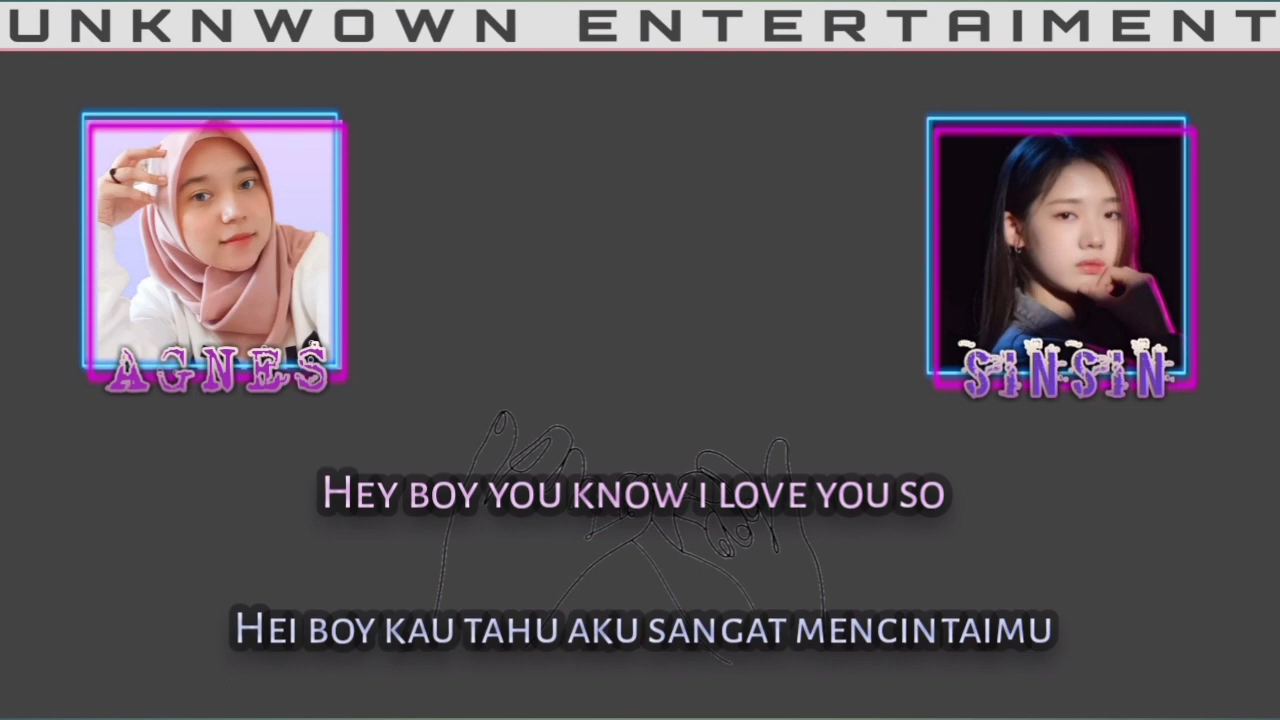 UNKNWOWN ENTERTAIMENT
AGNES
SINSIN
HEY BOY YOU KNOW I LOVE YOU SO
HEI BOY KAU TAHU AKU SANGAT MENCINTAIMU